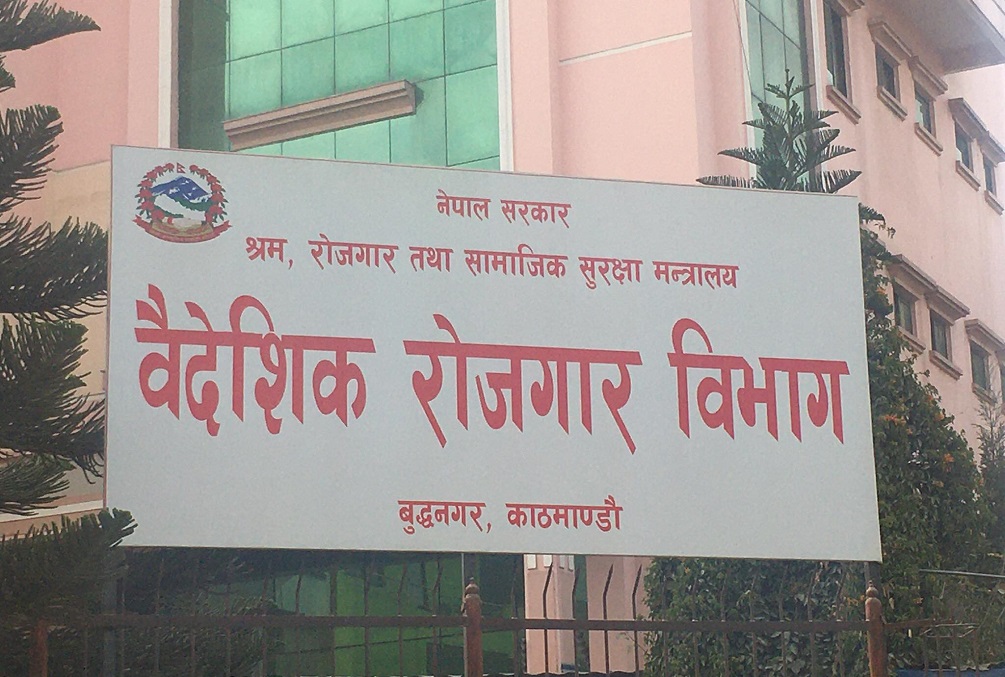 नेपाल सरकार
श्रम, रोजगार तथा सामाजिक सुरक्षा मन्त्रालय
वैदेशिक रोजगार विभाग
बुद्धनगर, काठमाण्डौ